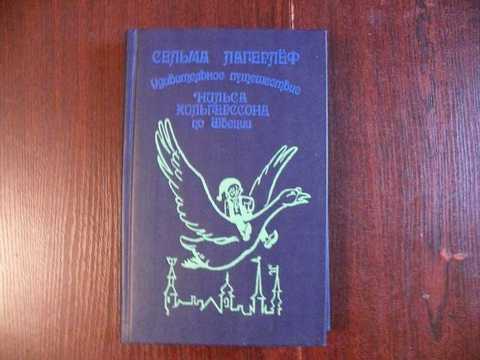 СЕЛЬМА ЛАГЕРЛЁФ
Удивительное путешествие
НИЛЬСА
ХОЛЬГЕРССОНА
по Швеции